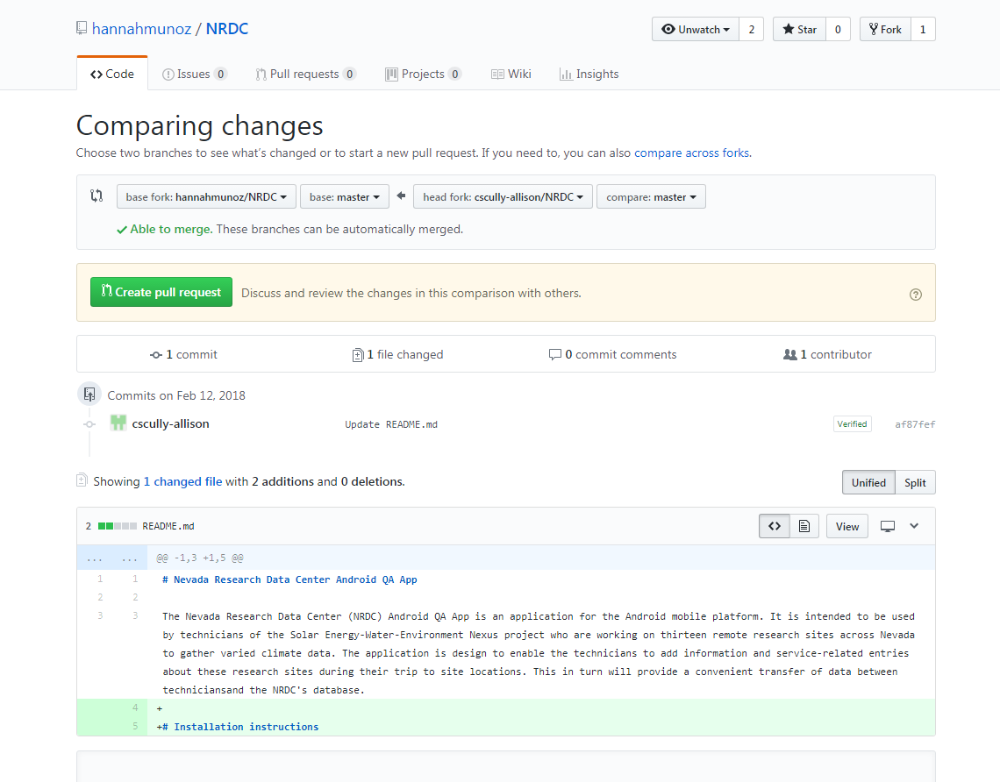 hannahmunoz / NRDC
Unwatch 2 Star 0 Fork 1
Code Issues 0 Pull requests 0 Projects 0 Wiki Insights
Comparing changes
Choose two branches to see what's changed or to start a new pull request. If you need to, you can also compare across forks.
base fork: hannahmunoz/NRDC base: master head fork: cscully-allison/NRDC compare: master
Able to merge. These branches can be automatically merged.
Create pull request Discuss and review the changes in this comparison with others.
1 commit 1 file changed 0 commit comments 1 contributor
Commits on Feb 12, 2018
cscully-allison Update README.md Verified af87fef
Showing 1 changed file with 2 additions and 0 deletions.
Unified Split
2 README.md View
... ... @@ -1,3 +1,5 @@
1 1 # Nevada Research Data Center Android QA App
2 2
3 3 The Nevada Research Data Center (NRDC) Android QA App is an application for the Android mobile platform. It is intended to be used
by technicians of the Solar Energy-Water-Environment Nexus project who are working on thirteen remote research sites across Nevada
to gather varied climate data. The application is design to enable the technicians to add information and service-related entries
about these research sites during their trip to site locations. This in turn will provide a convenient transfer of data between
techniciansand the NRDC's database.
4 +
5 +# Installation instructions